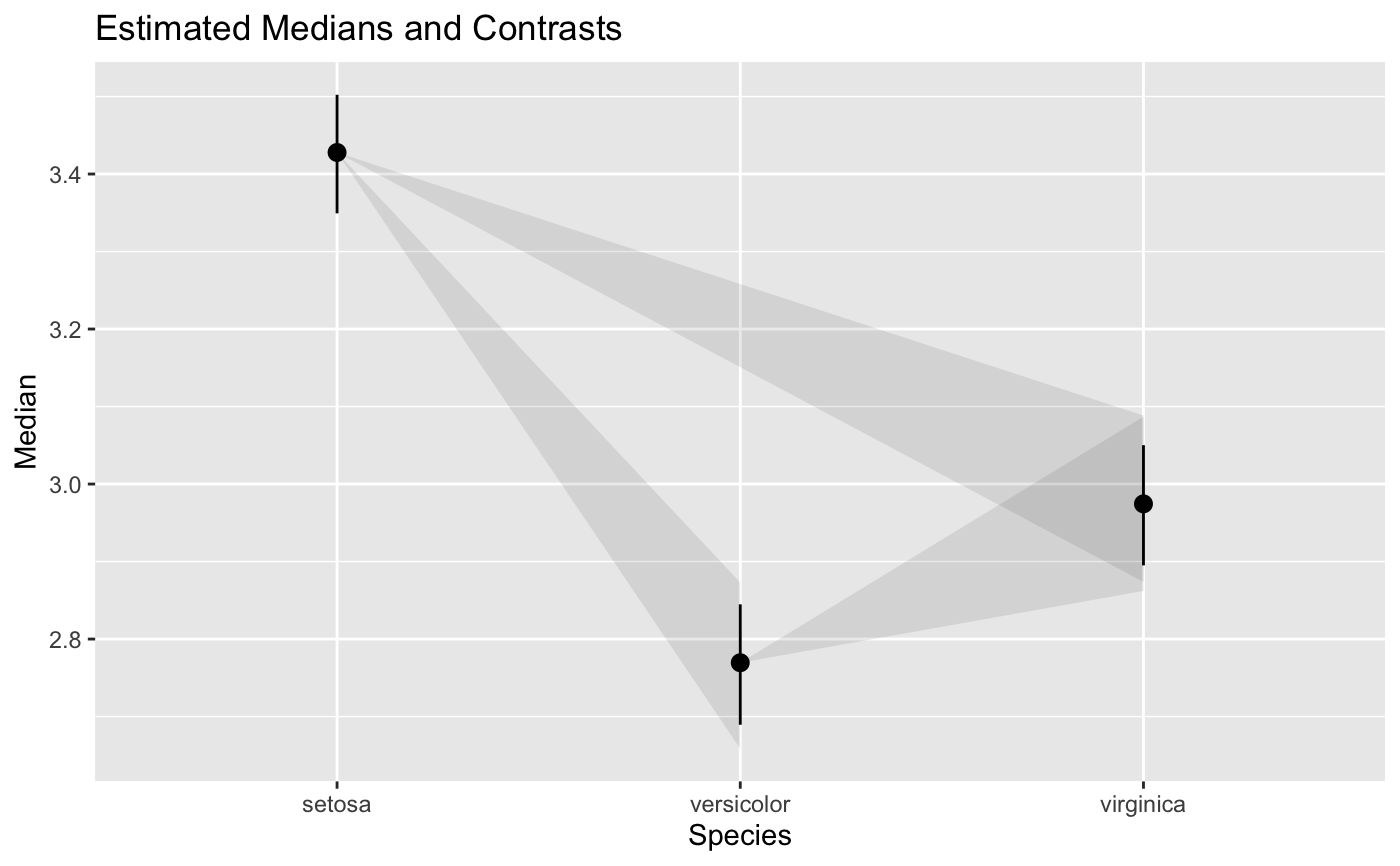 Estimated Medians and Contrasts
3.4
3.2
3.0
2.8
Median
setosa versicolor virginica
Species